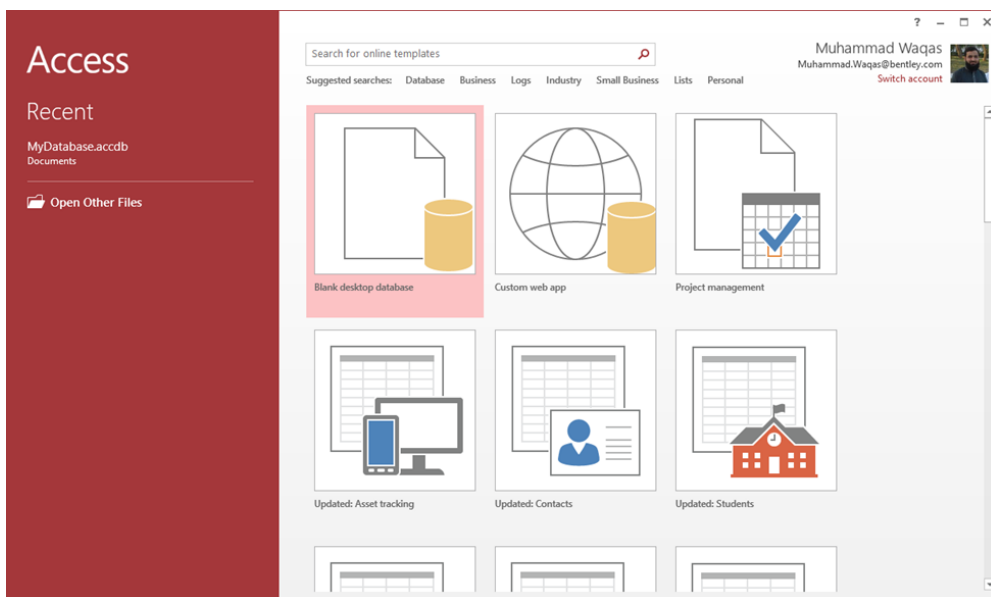 Access
Recent
MyDatabase.accdb
Documents
Open Other Files
Search for online templates
Suggested searches: Database Business Logs Industry Small Business Lists Personal
Muhammad Waqas
Muhammad.Waqas@bentley.com
Switch account
Blank desktop database
Custom web app
Project management
Updated: Asset tracking
Updated: Contacts
Updated: Students